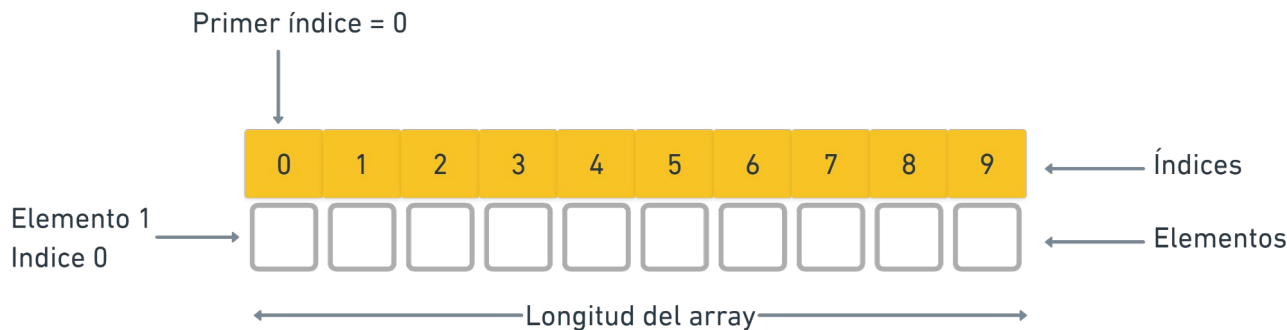 Primer índice = 0
0 1 2 3 4 5 6 7 8 9
Índices
Elemento 1
Indice 0
Elementos
Longitud del array